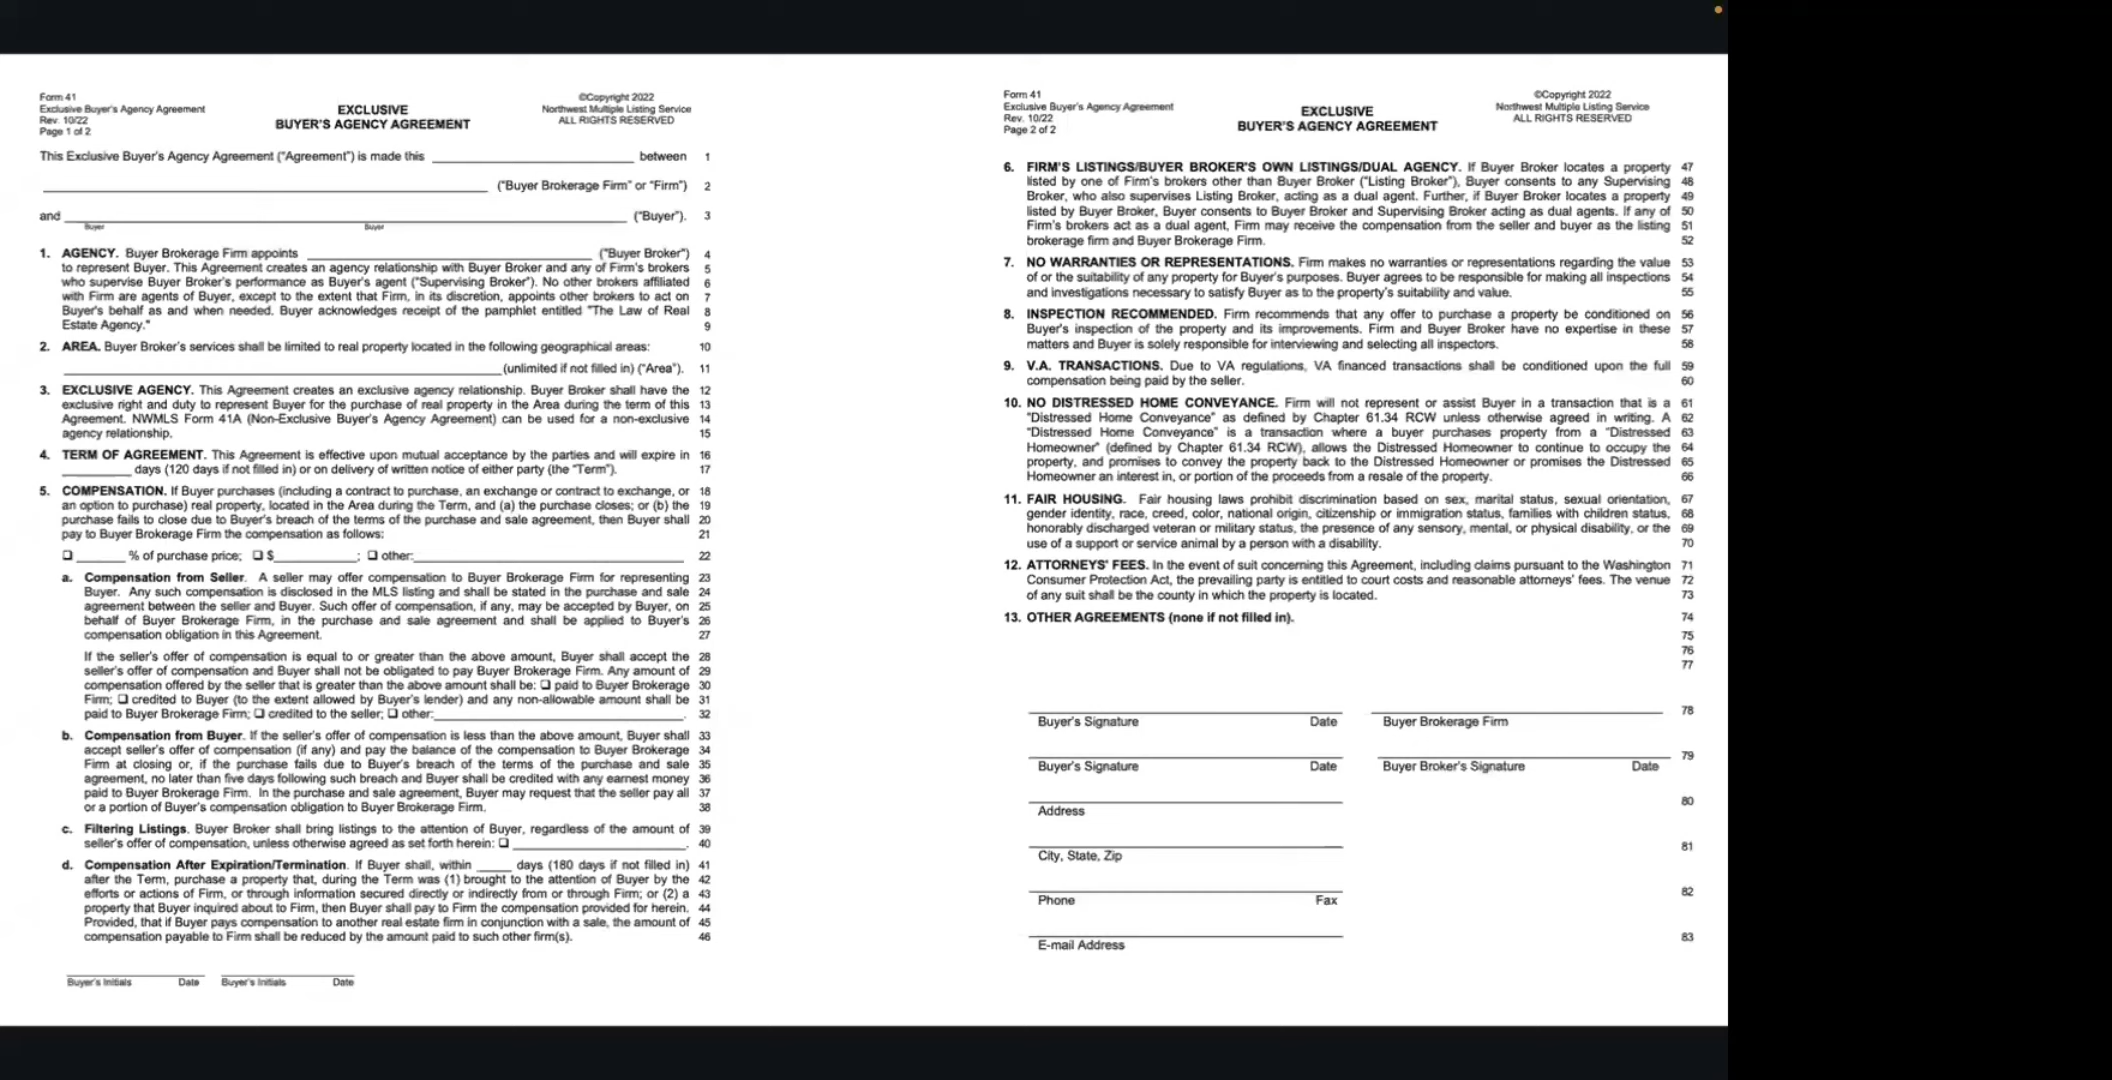 Form 41
Exclusive Buyer's Agency Agreement
Rev. 10/22
Page 1 of 2
EXCLUSIVE
BUYER'S AGENCY AGREEMENT
©Copyright 2022
Northwest Multiple Listing Service
ALL RIGHTS RESERVED
This Exclusive Buyer's Agency Agreement ("Agreement") is made this ____ between 1
____ ("Buyer Brokerage Firm" or "Firm") 2
and ____ ("Buyer"). 3
Buyer Buyer
1. AGENCY. Buyer Brokerage Firm appoints ____ ("Buyer Broker") 4
to represent Buyer. This Agreement creates an agency relationship with Buyer Broker and any of Firm's brokers 5
who supervise Buyer Broker's performance as Buyer's agent ("Supervising Broker"). No other brokers affiliated 6
with Firm are agents of Buyer, except to the extent that Firm, in its discretion, appoints other brokers to act on 7
Buyer's behalf as and when needed. Buyer acknowledges receipt of the pamphlet entitled "The Law of Real 8
Estate Agency." 9
2. AREA. Buyer Broker's services shall be limited to real property located in the following geographical areas: 10
____ (unlimited if not filled in) ("Area"). 11
3. EXCLUSIVE AGENCY. This Agreement creates an exclusive agency relationship. Buyer Broker shall have the 12
exclusive right and duty to represent Buyer for the purchase of real property in the Area during the term of this 13
Agreement. NWMLS Form 41A (Non-Exclusive Buyer's Agency Agreement) can be used for a non-exclusive 14
agency relationship. 15
4. TERM OF AGREEMENT. This Agreement is effective upon mutual acceptance by the parties and will expire in 16
____ days (120 days if not filled in) or on delivery of written notice of either party (the "Term"). 17
5. COMPENSATION. If Buyer purchases (including a contract to purchase, an exchange or contract to exchange, or 18
an option to purchase) real property, located in the Area during the Term, and (a) the purchase closes; or (b) the 19
purchase fails to close due to Buyer's breach of the terms of the purchase and sale agreement, then Buyer shall 20
pay to Buyer Brokerage Firm the compensation as follows: 21
❑ ____ % of purchase price; ❑ $____; ❑ other:____ 22
a. Compensation from Seller. A seller may offer compensation to Buyer Brokerage Firm for representing 23
Buyer. Any such compensation is disclosed in the MLS listing and shall be stated in the purchase and sale 24
agreement between the seller and Buyer. Such offer of compensation, if any, may be accepted by Buyer, on 25
behalf of Buyer Brokerage Firm, in the purchase and sale agreement and shall be applied to Buyer's 26
compensation obligation in this Agreement. 27
If the seller's offer of compensation is equal to or greater than the above amount, Buyer shall accept the 28
seller's offer of compensation and Buyer shall not be obligated to pay Buyer Brokerage Firm. Any amount of 29
compensation offered by the seller that is greater than the above amount shall be: ❑ paid to Buyer Brokerage 30
Firm; ❑ credited to Buyer (to the extent allowed by Buyer's lender) and any non-allowable amount shall be 31
paid to Buyer Brokerage Firm; ❑ credited to the seller; ❑ other:____. 32
b. Compensation from Buyer. If the seller's offer of compensation is less than the above amount, Buyer shall 33
accept seller's offer of compensation (if any) and pay the balance of the compensation to Buyer Brokerage 34
Firm at closing or, if the purchase fails due to Buyer's breach of the terms of the purchase and sale 35
agreement, no later than five days following such breach and Buyer shall be credited with any earnest money 36
paid to Buyer Brokerage Firm. In the purchase and sale agreement, Buyer may request that the seller pay all 37
or a portion of Buyer's compensation obligation to Buyer Brokerage Firm. 38
c. Filtering Listings. Buyer Broker shall bring listings to the attention of Buyer, regardless of the amount of 39
seller's offer of compensation, unless otherwise agreed as set forth herein: ❑ ____. 40
d. Compensation After Expiration/Termination. If Buyer shall, within ____ days (180 days if not filled in) 41
after the Term, purchase a property that, during the Term was (1) brought to the attention of Buyer by the 42
efforts or actions of Firm, or through information secured directly or indirectly from or through Firm; or (2) a 43
property that Buyer inquired about to Firm, then Buyer shall pay to Firm the compensation provided for herein. 44
Provided, that if Buyer pays compensation to another real estate firm in conjunction with a sale, the amount of 45
compensation payable to Firm shall be reduced by the amount paid to such other firm(s). 46
Buyer's Initials Date Buyer's Initials Date
Form 41
Exclusive Buyer's Agency Agreement
Rev. 10/22
Page 2 of 2
EXCLUSIVE
BUYER'S AGENCY AGREEMENT
©Copyright 2022
Northwest Multiple Listing Service
ALL RIGHTS RESERVED
6. FIRM'S LISTINGS/BUYER BROKER'S OWN LISTINGS/DUAL AGENCY. If Buyer Broker locates a property 47
listed by one of Firm's brokers other than Buyer Broker ("Listing Broker"), Buyer consents to any Supervising 48
Broker, who also supervises Listing Broker, acting as a dual agent. Further, if Buyer Broker locates a property 49
listed by Buyer Broker, Buyer consents to Buyer Broker and Supervising Broker acting as dual agents. If any of 50
Firm's brokers act as a dual agent, Firm may receive the compensation from the seller and buyer as the listing 51
brokerage firm and Buyer Brokerage Firm. 52
7. NO WARRANTIES OR REPRESENTATIONS. Firm makes no warranties or representations regarding the value 53
of or the suitability of any property for Buyer's purposes. Buyer agrees to be responsible for making all inspections 54
and investigations necessary to satisfy Buyer as to the property's suitability and value. 55
8. INSPECTION RECOMMENDED. Firm recommends that any offer to purchase a property be conditioned on 56
Buyer's inspection of the property and its improvements. Firm and Buyer Broker have no expertise in these 57
matters and Buyer is solely responsible for interviewing and selecting all inspectors. 58
9. V.A. TRANSACTIONS. Due to VA regulations, VA financed transactions shall be conditioned upon the full 59
compensation being paid by the seller. 60
10. NO DISTRESSED HOME CONVEYANCE. Firm will not represent or assist Buyer in a transaction that is a 61
"Distressed Home Conveyance" as defined by Chapter 61.34 RCW unless otherwise agreed in writing. A 62
"Distressed Home Conveyance" is a transaction where a buyer purchases property from a "Distressed 63
Homeowner" (defined by Chapter 61.34 RCW), allows the Distressed Homeowner to continue to occupy the 64
property, and promises to convey the property back to the Distressed Homeowner or promises the Distressed 65
Homeowner an interest in, or portion of the proceeds from a resale of the property. 66
11. FAIR HOUSING. Fair housing laws prohibit discrimination based on sex, marital status, sexual orientation, 67
gender identity, race, creed, color, national origin, citizenship or immigration status, families with children status, 68
honorably discharged veteran or military status, the presence of any sensory, mental, or physical disability, or the 69
use of a support or service animal by a person with a disability. 70
12. ATTORNEYS' FEES. In the event of suit concerning this Agreement, including claims pursuant to the Washington 71
Consumer Protection Act, the prevailing party is entitled to court costs and reasonable attorneys' fees. The venue 72
of any suit shall be the county in which the property is located. 73
13. OTHER AGREEMENTS (none if not filled in). 74
75
76
77
78
Buyer's Signature Date Buyer Brokerage Firm
79
Buyer's Signature Date Buyer Broker's Signature Date
80
Address
81
City, State, Zip
82
Phone Fax
83
E-mail Address